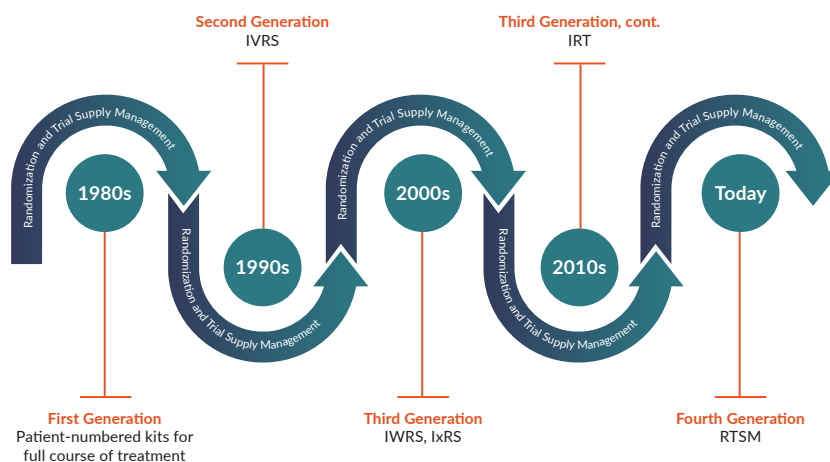 Second Generation
IVRS
Third Generation, cont.
IRT
Randomization and Trial Supply Management
1980s
Randomization and Trial Supply Management
1990s
Randomization and Trial Supply Management
2000s
Randomization and Trial Supply Management
2010s
Randomization and Trial Supply Management
Today
First Generation
Patient-numbered kits for
full course of treatment
Third Generation
IWRS, IxRS
Fourth Generation
RTSM